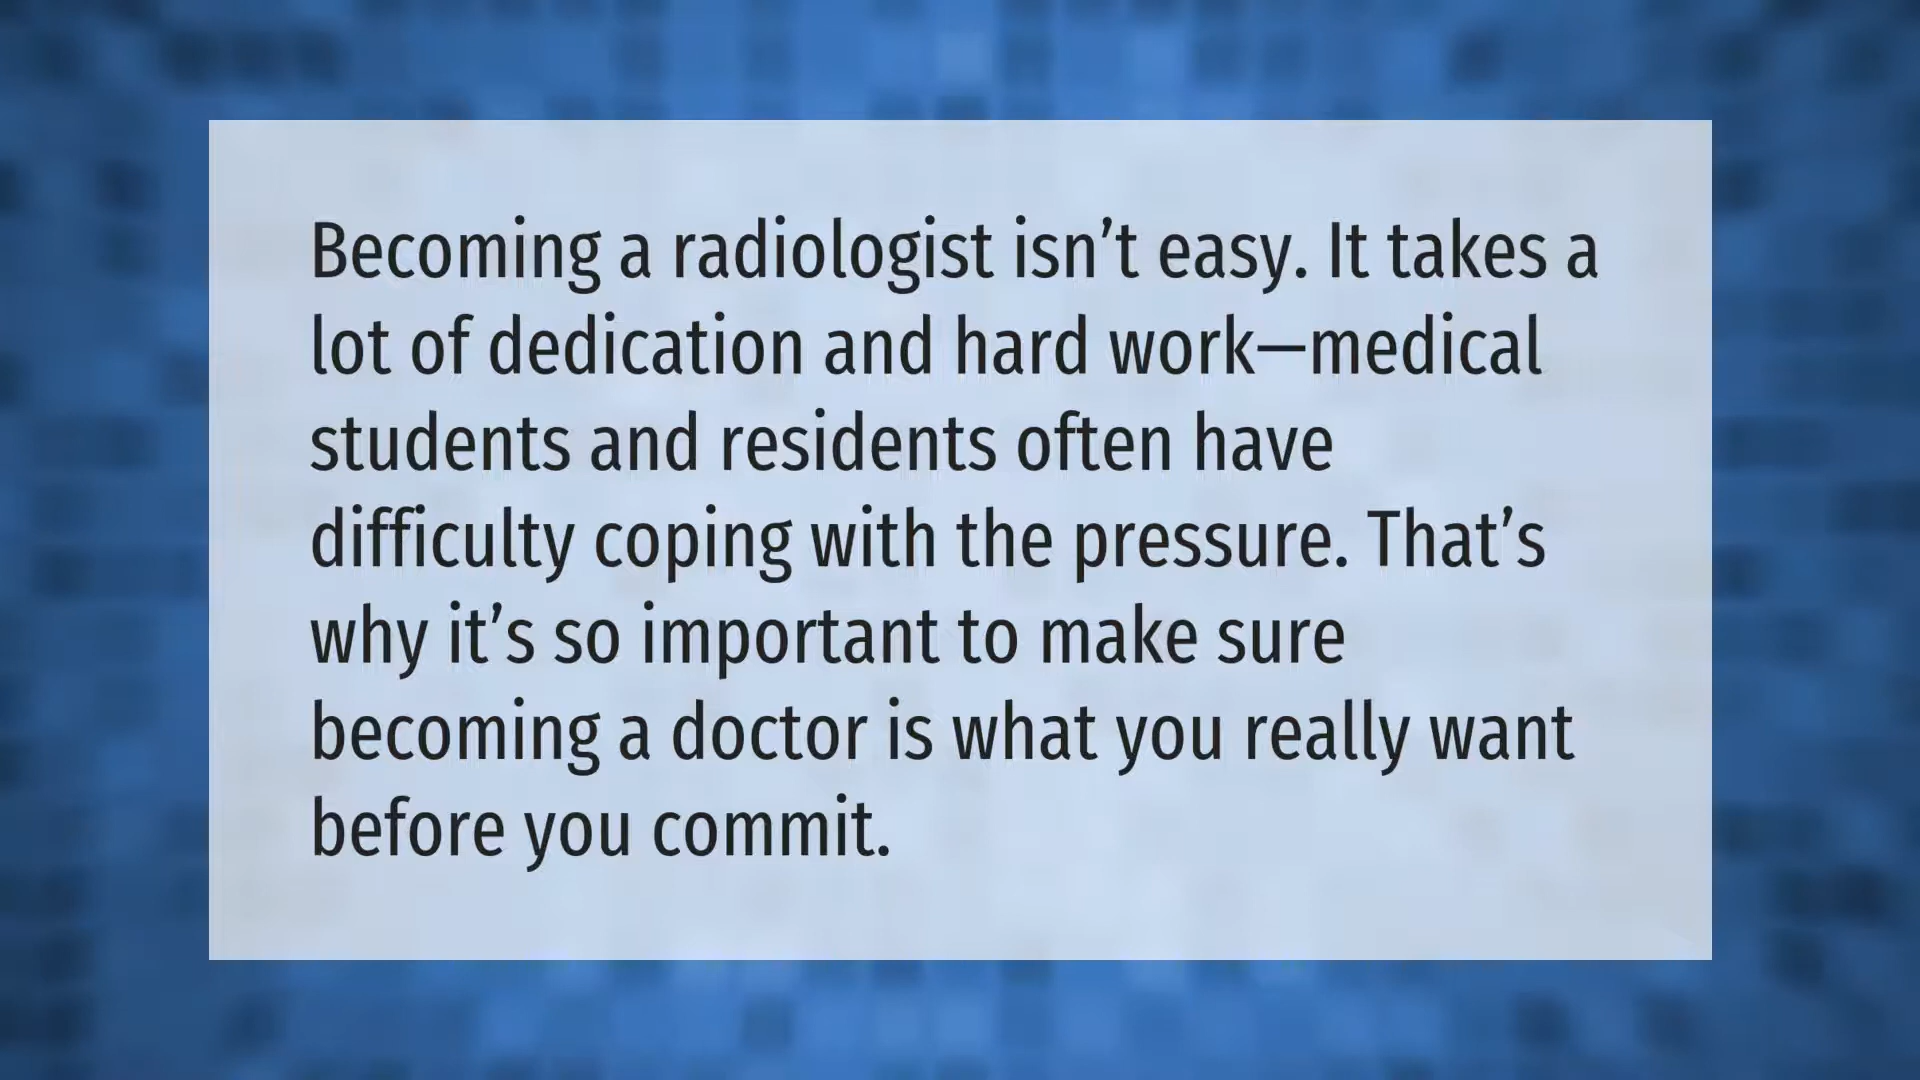 Becoming a radiologist isn’t easy. It takes a
lot of dedication and hard work—medical
students and residents often have
difficulty coping with the pressure. That’s
why it’s so important to make sure
becoming a doctor is what you really want
before you commit.